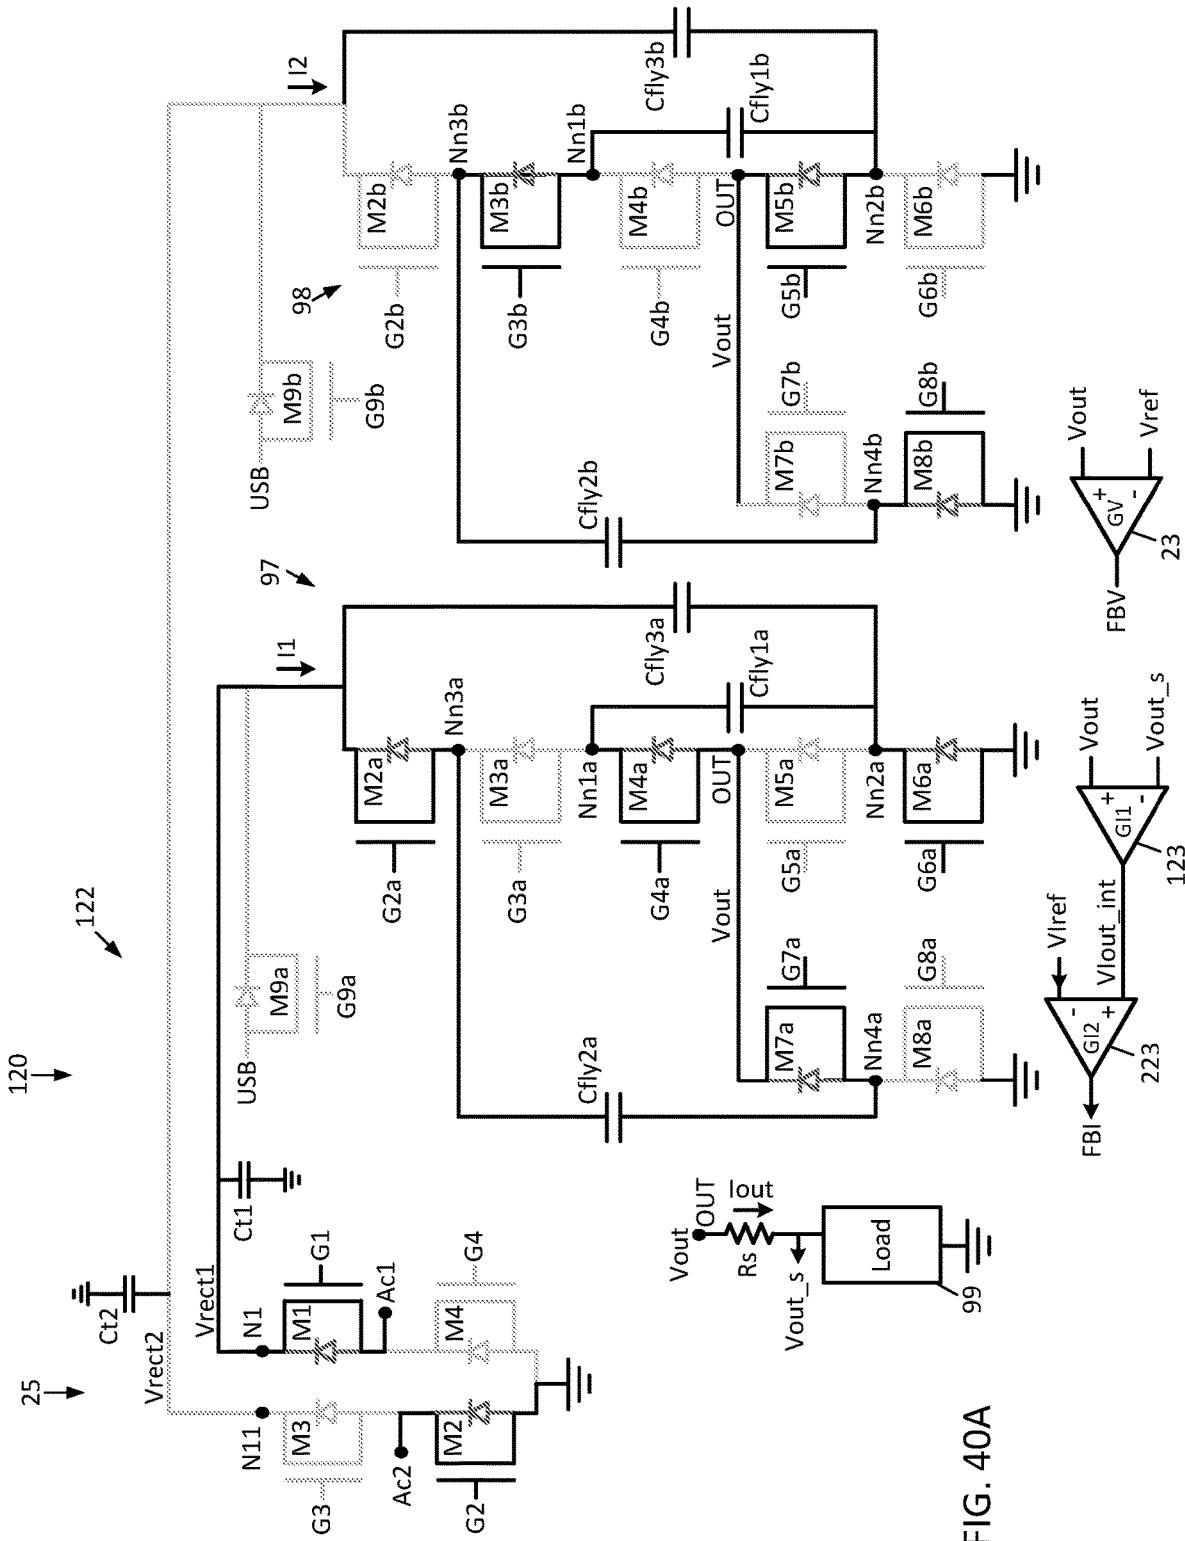 120
122
25
Ct2
Vrect2
Vrect1
Ct1
N11
N1
M3
M1
G3
G1
Ac2
Ac1
M2
M4
G2
G4
USB
M9a
G9a
I1
97
M2a
G2a
Nn3a
M3a
G3a
Nn1a
M4a
G4a
OUT
Vout
M5a
G5a
Nn2a
M6a
G6a
M7a
G7a
Nn4a
M8a
G8a
Cfly2a
Cfly3a
Cfly1a
USB
M9b
G9b
I2
98
M2b
G2b
Nn3b
M3b
G3b
Nn1b
M4b
G4b
OUT
Vout
M5b
G5b
Nn2b
M6b
G6b
M7b
G7b
Nn4b
M8b
G8b
Cfly2b
Cfly3b
Cfly1b
Vout
OUT
Rs
Iout
Vout_s
Load
99
FBI
GI2
+
-
223
VIref
VIout_int
GI1
+
-
123
Vout
Vout_s
FBV
GV
+
-
23
Vout
Vref
FIG. 40A